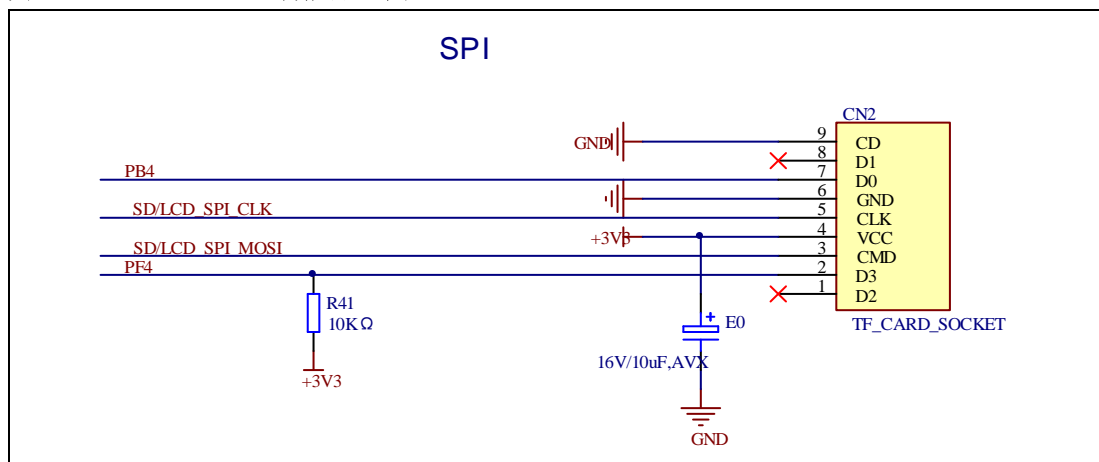 SPI
CN2
GND
9
CD
8
D1
PB4
7
D0
6
GND
SD/LCD_SPI_CLK
5
CLK
+3V3
4
VCC
SD/LCD_SPI_MOSI
3
CMD
PF4
2
D3
1
D2
R41
10KΩ
+3V3
E0
+
16V/10uF,AVX
TF_CARD_SOCKET
GND